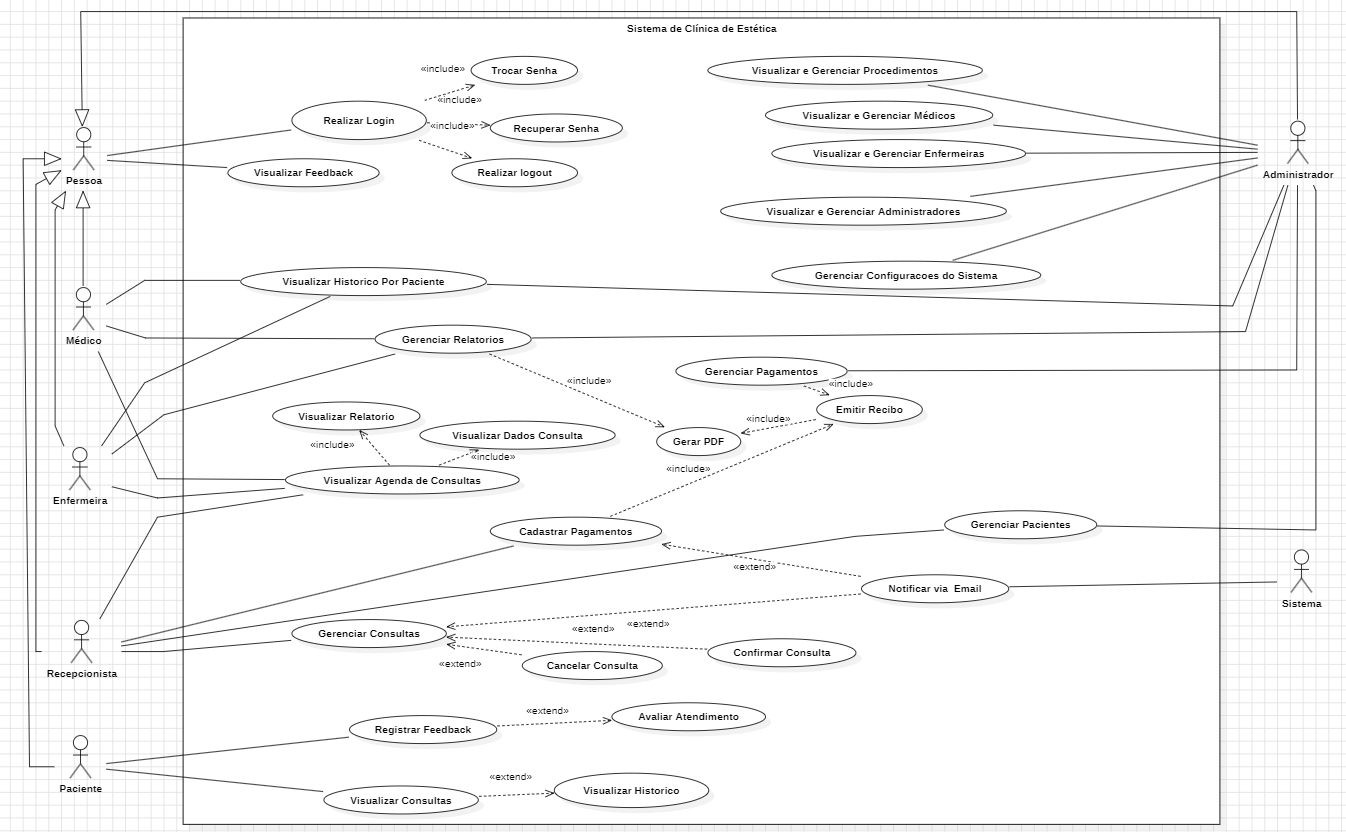 Sistema de Clínica de Estética
«include»
Trocar Senha
Visualizar e Gerenciar Procedimentos
«include»
Realizar Login
«include»
Recuperar Senha
Visualizar e Gerenciar Médicos
Visualizar e Gerenciar Enfermeiras
Visualizar Feedback
Realizar logout
Pessoa
Administrador
Visualizar e Gerenciar Administradores
Visualizar Historico Por Paciente
Gerenciar Configuracoes do Sistema
Médico
Gerenciar Relatorios
Gerenciar Pagamentos
«include»
«include»
Visualizar Relatorio
Emitir Recibo
«include»
Visualizar Dados Consulta
Gerar PDF
«include»
«include»
«include»
Visualizar Agenda de Consultas
Enfermeira
Cadastrar Pagamentos
Gerenciar Pacientes
«extend»
Notificar via  Email
Sistema
Gerenciar Consultas
«extend»
«extend»
Confirmar Consulta
«extend»
Cancelar Consulta
Recepcionista
«extend»
Avaliar Atendimento
Registrar Feedback
«extend»
Paciente
Visualizar Consultas
Visualizar Historico